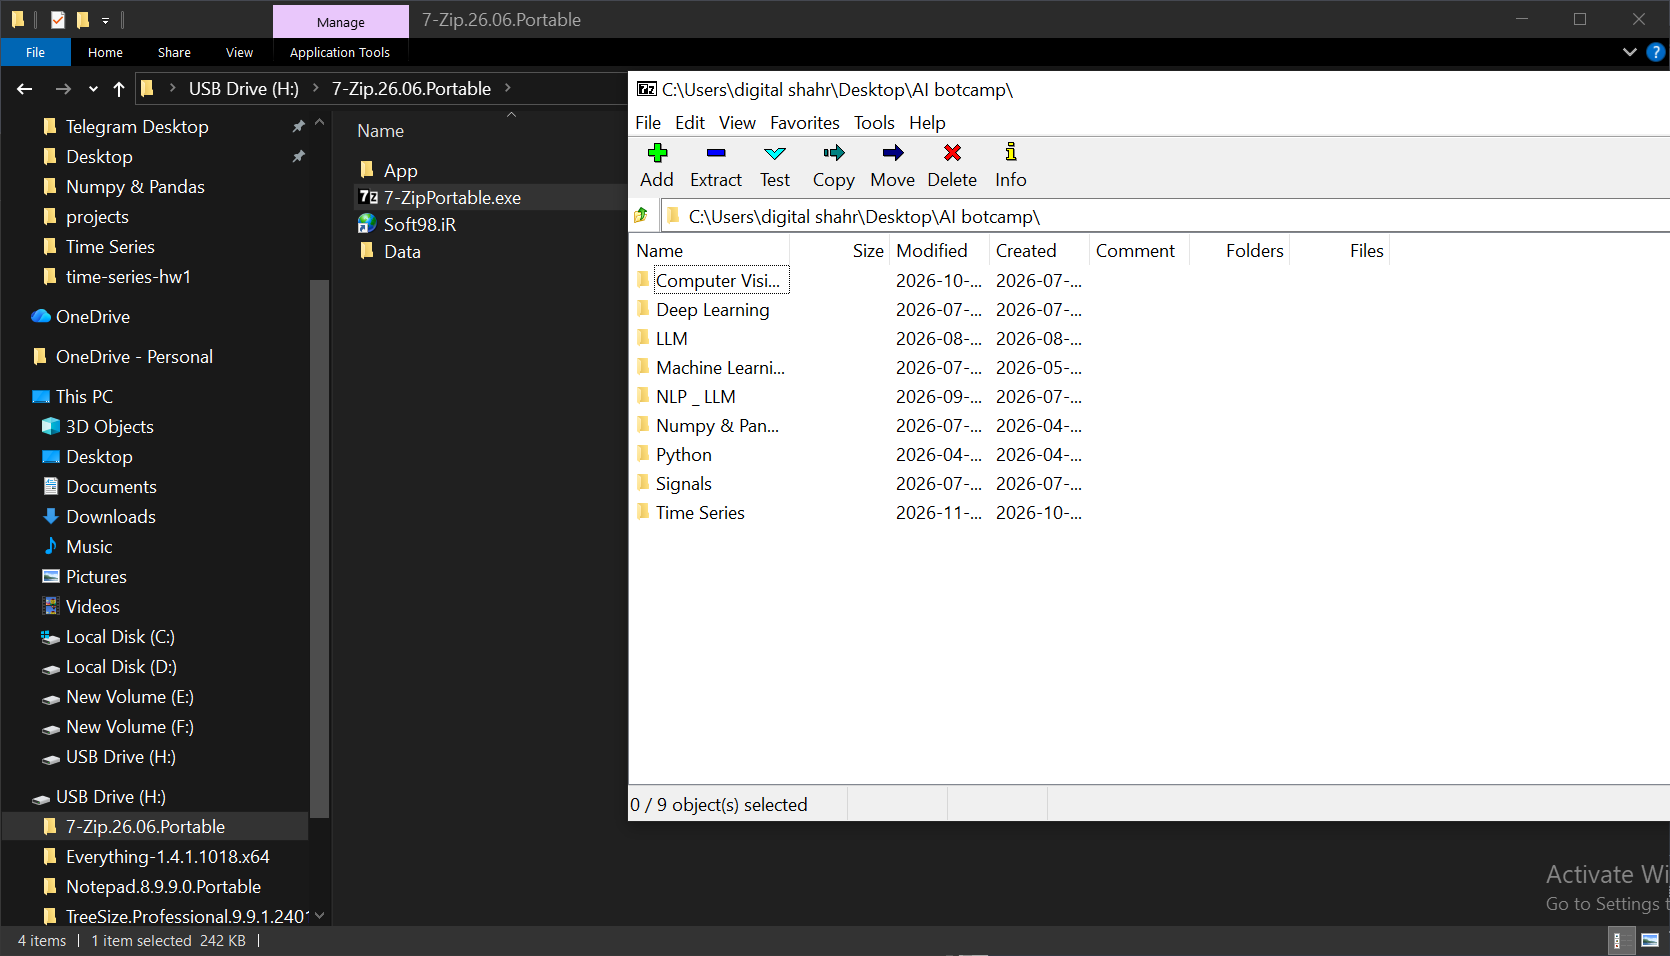 Manage
7-Zip.26.06.Portable
File Home Share View Application Tools
USB Drive (H:) 7-Zip.26.06.Portable
Telegram Desktop
Desktop
Numpy & Pandas
projects
Time Series
time-series-hw1
OneDrive
OneDrive - Personal
This PC
3D Objects
Desktop
Documents
Downloads
Music
Pictures
Videos
Local Disk (C:)
Local Disk (D:)
New Volume (E:)
New Volume (F:)
USB Drive (H:)
USB Drive (H:)
7-Zip.26.06.Portable
Everything-1.4.1.1018.x64
Notepad.8.9.9.0.Portable
TreeSize.Professional.9.9.1.240
Name
App
7z 7-ZipPortable.exe
Soft98.iR
Data
7z C:\Users\digital shahr\Desktop\AI botcamp\
File Edit View Favorites Tools Help
Add Extract Test Copy Move Delete Info
C:\Users\digital shahr\Desktop\AI botcamp\
Name Size Modified Created Comment Folders Files
Computer Visi... 2026-10-... 2026-07-...
Deep Learning 2026-07-... 2026-07-...
LLM 2026-08-... 2026-08-...
Machine Learni... 2026-07-... 2026-05-...
NLP _ LLM 2026-09-... 2026-07-...
Numpy & Pan... 2026-07-... 2026-04-...
Python 2026-04-... 2026-04-...
Signals 2026-07-... 2026-07-...
Time Series 2026-11-... 2026-10-...
0 / 9 object(s) selected
Activate Wi
Go to Settings t
4 items 1 item selected 242 KB